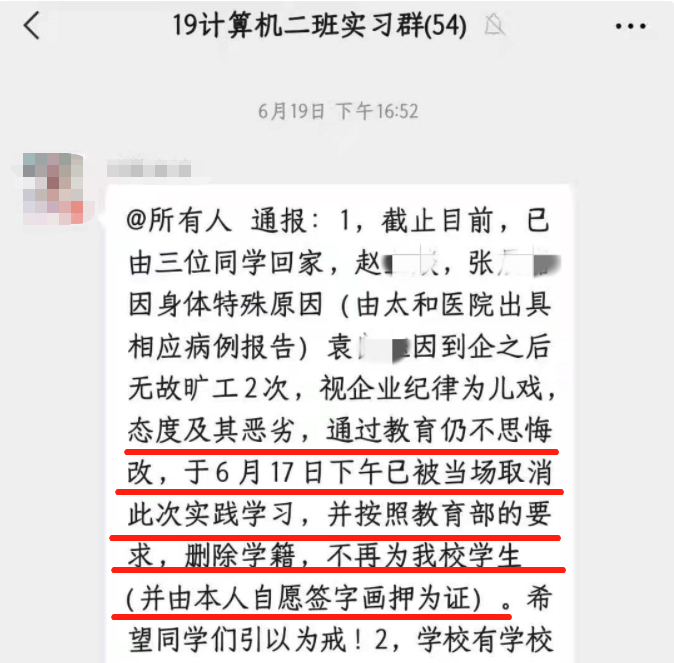 19计算机二班实习群(54)
6月19日 下午16:52
@所有人 通报：1，截止目前，已
由三位同学回家，赵，张
因身体特殊原因（由太和医院出具
相应病例报告）袁因到企之后
无故旷工2次，视企业纪律为儿戏，
态度及其恶劣，通过教育仍不思悔
改，于6月17日下午已被当场取消
此次实践学习，并按照教育部的要
求，删除学籍，不再为我校学生
(并由本人自愿签字画押为证）。希
望同学们引以为戒！2，学校有学校